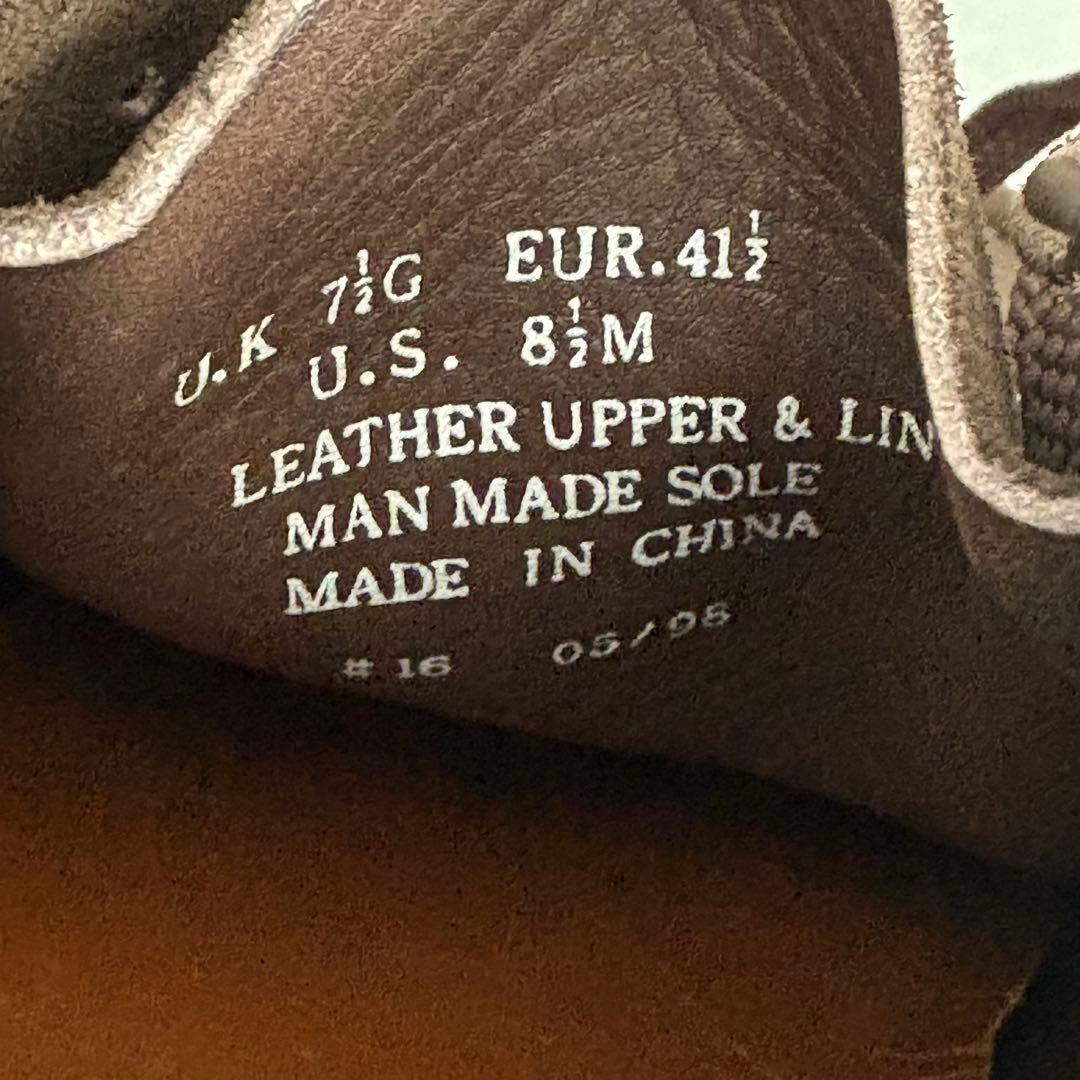 U.K 7½G EUR.41½
U.S. 8½M
LEATHER UPPER & LIN
MAN MADE SOLE
MADE IN CHINA
# 16 05/98